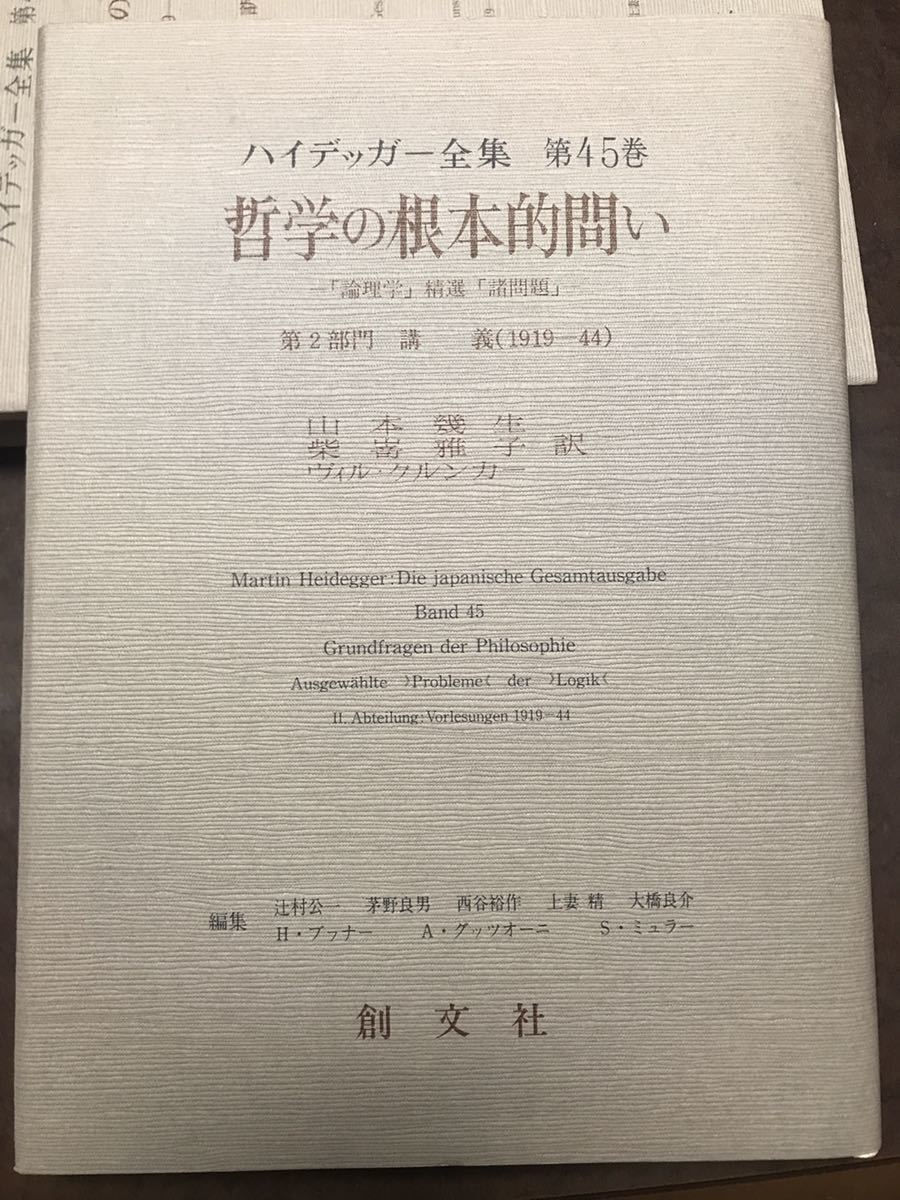 ハイデッガー全集 第
の
ハイデッガー全集 第45巻
哲学の根本的問い
―「論理学」精選「諸問題」―
第2部門 講 義(1919―44)
山本幾生
柴嵜雅子 訳
ヴィル・クルンカー
Martin Heidegger:Die japanische Gesamtausgabe
Band 45
Grundfragen der Philosophie
Ausgewählte 〉Probleme〈 der 〉Logik〈
II. Abteilung:Vorlesungen 1919―44
編集
辻村公一 茅野良男 西谷裕作 上妻 精 大橋良介
H・ブァナー A・グッツオーニ S・ミュラー
創文社